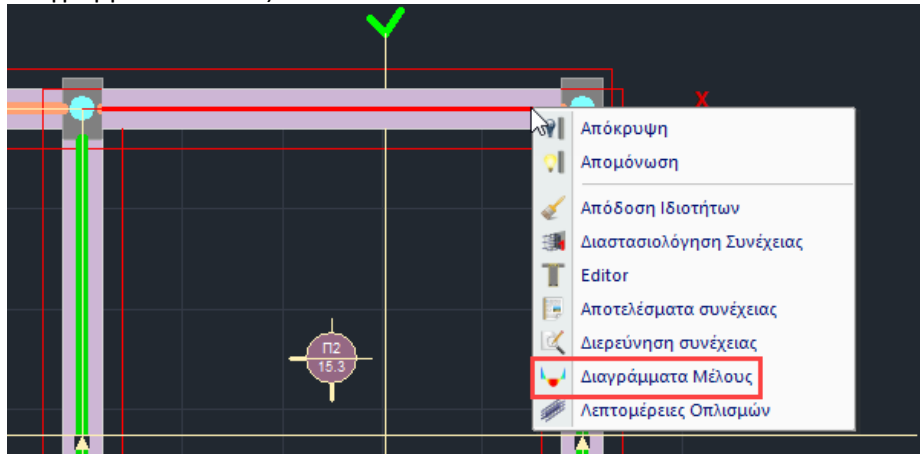 X
Απόκρυψη
Απομόνωση
Απόδοση Ιδιοτήτων
Διαστασιολόγηση Συνέχειας
Editor
Αποτελέσματα συνέχειας
Διερεύνηση συνέχειας
Διαγράμματα Μέλους
Λεπτομέρειες Οπλισμών
Π2
15.3